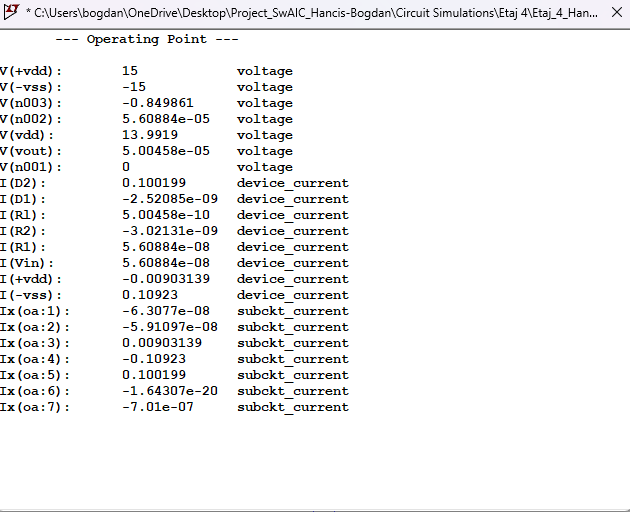 * C:\Users\bogdan\OneDrive\Desktop\Project_SwAIC_Hancis-Bogdan\Circuit Simulations\Etaj 4\Etaj_4_Han...
--- Operating Point ---
V(+vdd): 15 voltage
V(-vss): -15 voltage
V(n003): -0.849861 voltage
V(n002): 5.60884e-05 voltage
V(vdd): 13.9919 voltage
V(vout): 5.00458e-05 voltage
V(n001): 0 voltage
I(D2): 0.100199 device_current
I(D1): -2.52085e-09 device_current
I(Rl): 5.00458e-10 device_current
I(R2): -3.02131e-09 device_current
I(R1): 5.60884e-08 device_current
I(Vin): 5.60884e-08 device_current
I(+vdd): -0.00903139 device_current
I(-vss): 0.10923 device_current
Ix(oa:1): -6.3077e-08 subckt_current
Ix(oa:2): -5.91097e-08 subckt_current
Ix(oa:3): 0.00903139 subckt_current
Ix(oa:4): -0.10923 subckt_current
Ix(oa:5): 0.100199 subckt_current
Ix(oa:6): -1.64307e-20 subckt_current
Ix(oa:7): -7.01e-07 subckt_current